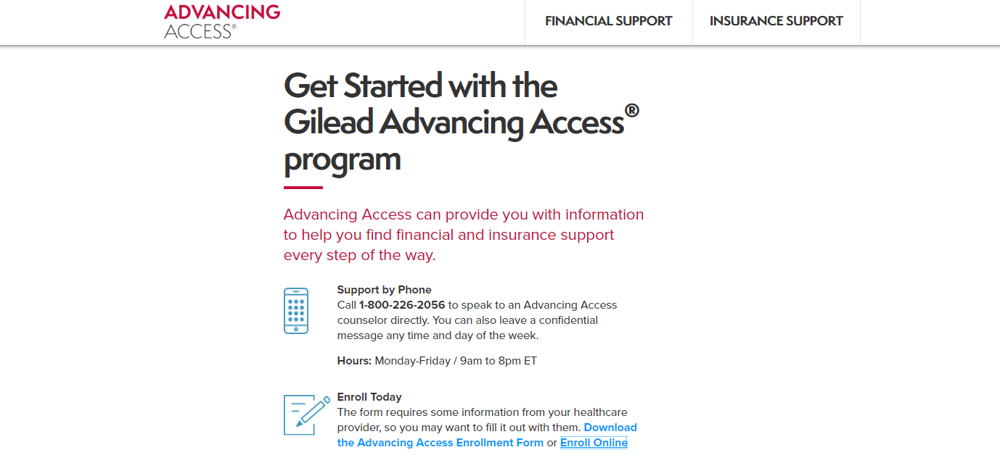 ADVANCING
ACCESS®
FINANCIAL SUPPORT
INSURANCE SUPPORT
Get Started with the
Gilead Advancing Access®
program
Advancing Access can provide you with information
to help you find financial and insurance support
every step of the way.
Support by Phone
Call 1-800-226-2056 to speak to an Advancing Access
counselor directly. You can also leave a confidential
message any time and day of the week.
Hours: Monday-Friday / 9am to 8pm ET
Enroll Today
The form requires some information from your healthcare
provider, so you may want to fill it out with them. Download
the Advancing Access Enrollment Form or Enroll Online